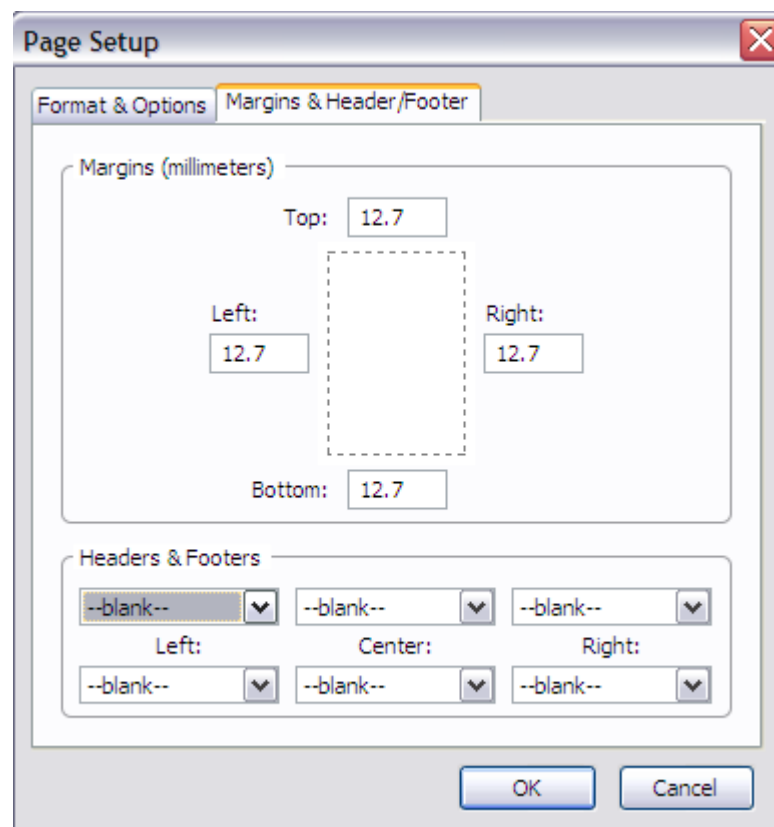 Page Setup
Format & Options Margins & Header/Footer
Margins (millimeters)
Top: 12.7
Left: Right:
12.7 12.7
Bottom: 12.7
Headers & Footers
--blank-- --blank-- --blank--
Left: Center: Right:
--blank-- --blank-- --blank--
OK Cancel